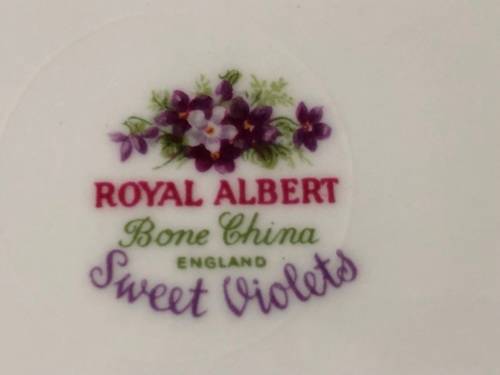 ROYAL ALBERT
Bone China
ENGLAND
Sweet Violets